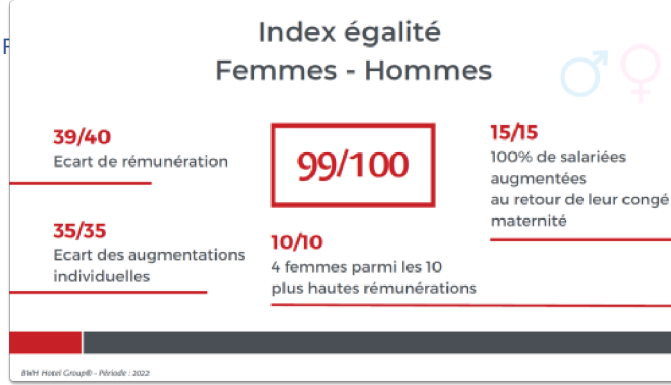 Index égalité
Femmes - Hommes
39/40
Ecart de rémunération
35/35
Ecart des augmentations
individuelles
99/100
10/10
4 femmes parmi les 10
plus hautes rémunérations
15/15
100% de salariées
augmentées
au retour de leur congé
maternité
BWH Hotel Group® - Période : 2022